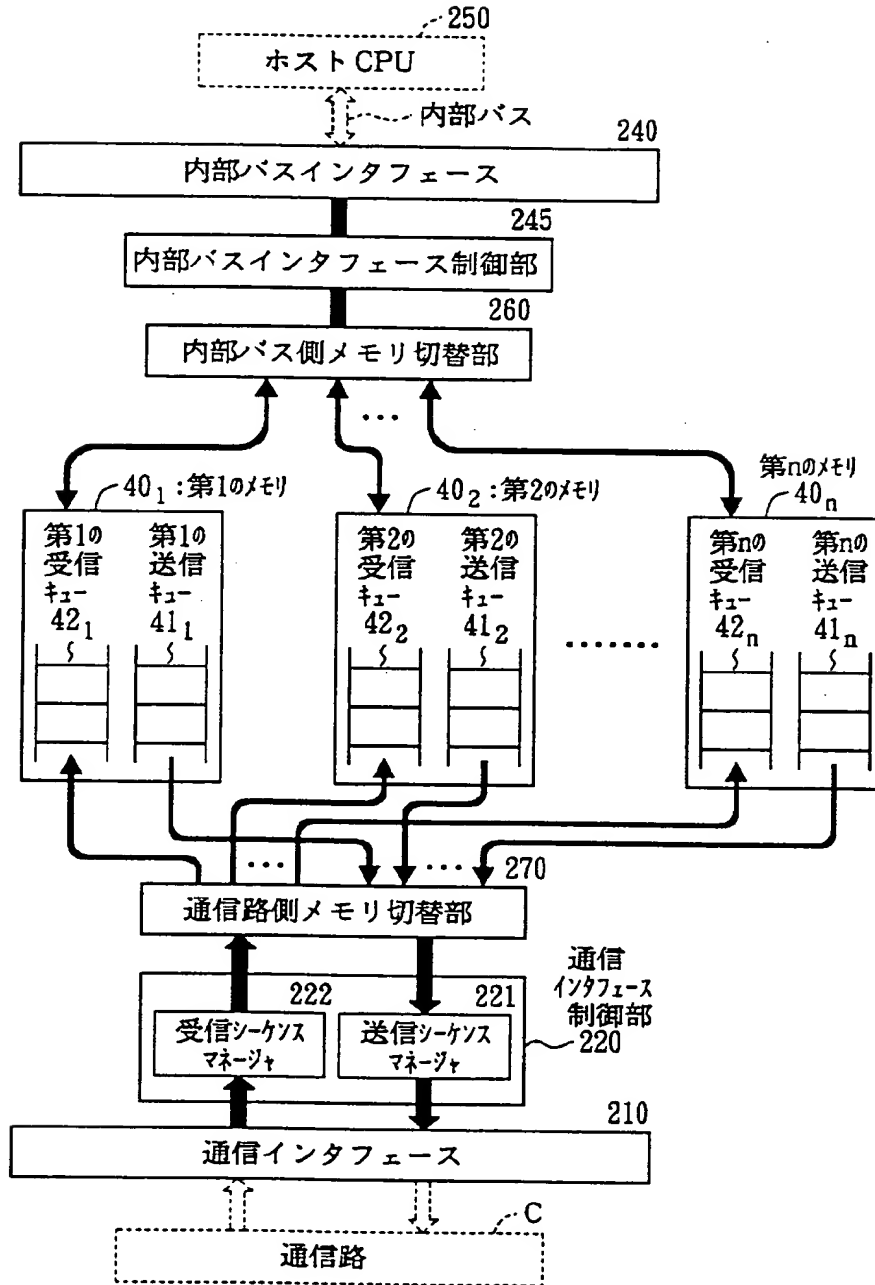 250
ホストCPU
内部バス
240
内部バスインタフェース
245
内部バスインタフェース制御部
260
内部バス側メモリ切替部
...
40₁:第1のメモリ
第1の
受信
キュー
42₁
第1の
送信
キュー
41₁
40₂:第2のメモリ
第2の
受信
キュー
42₂
第2の
送信
キュー
41₂
.......
第nのメモリ
40ₙ
第nの
受信
キュー
42ₙ
第nの
送信
キュー
41ₙ
...
...
270
通信路側メモリ切替部
通信
インタフェース
制御部
220
222
受信シーケンス
マネージャ
221
送信シーケンス
マネージャ
210
通信インタフェース
C
通信路